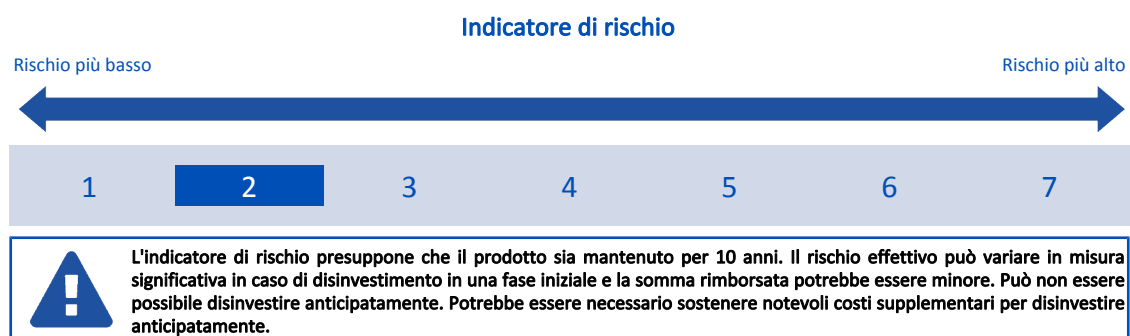 Indicatore di rischio
Rischio più basso
Rischio più alto
1 2 3 4 5 6 7
L'indicatore di rischio presuppone che il prodotto sia mantenuto per 10 anni. Il rischio effettivo può variare in misura
significativa in caso di disinvestimento in una fase iniziale e la somma rimborsata potrebbe essere minore. Può non essere
possibile disinvestire anticipatamente. Potrebbe essere necessario sostenere notevoli costi supplementari per disinvestire
anticipatamente.